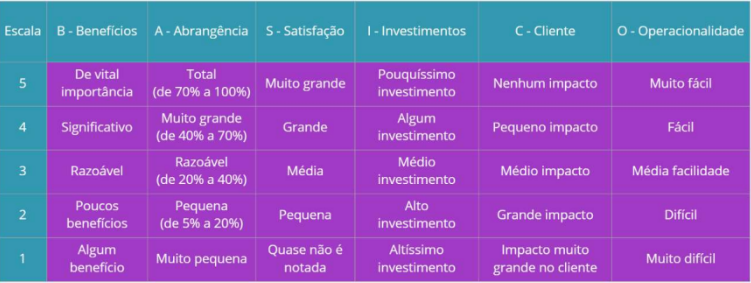 Escala B - Benefícios A - Abrangência S - Satisfação I - Investimentos C - Cliente O - Operacionalidade
5 De vital importância Total (de 70% a 100%) Muito grande Pouquíssimo investimento Nenhum impacto Muito fácil
4 Significativo Muito grande (de 40% a 70%) Grande Algum investimento Pequeno impacto Fácil
3 Razoável Razoável (de 20% a 40%) Média Médio investimento Médio impacto Média facilidade
2 Poucos benefícios Pequena (de 5% a 20%) Pequena Alto investimento Grande impacto Difícil
1 Algum benefício Muito pequena Quase não é notada Altíssimo investimento Impacto muito grande no cliente Muito difícil